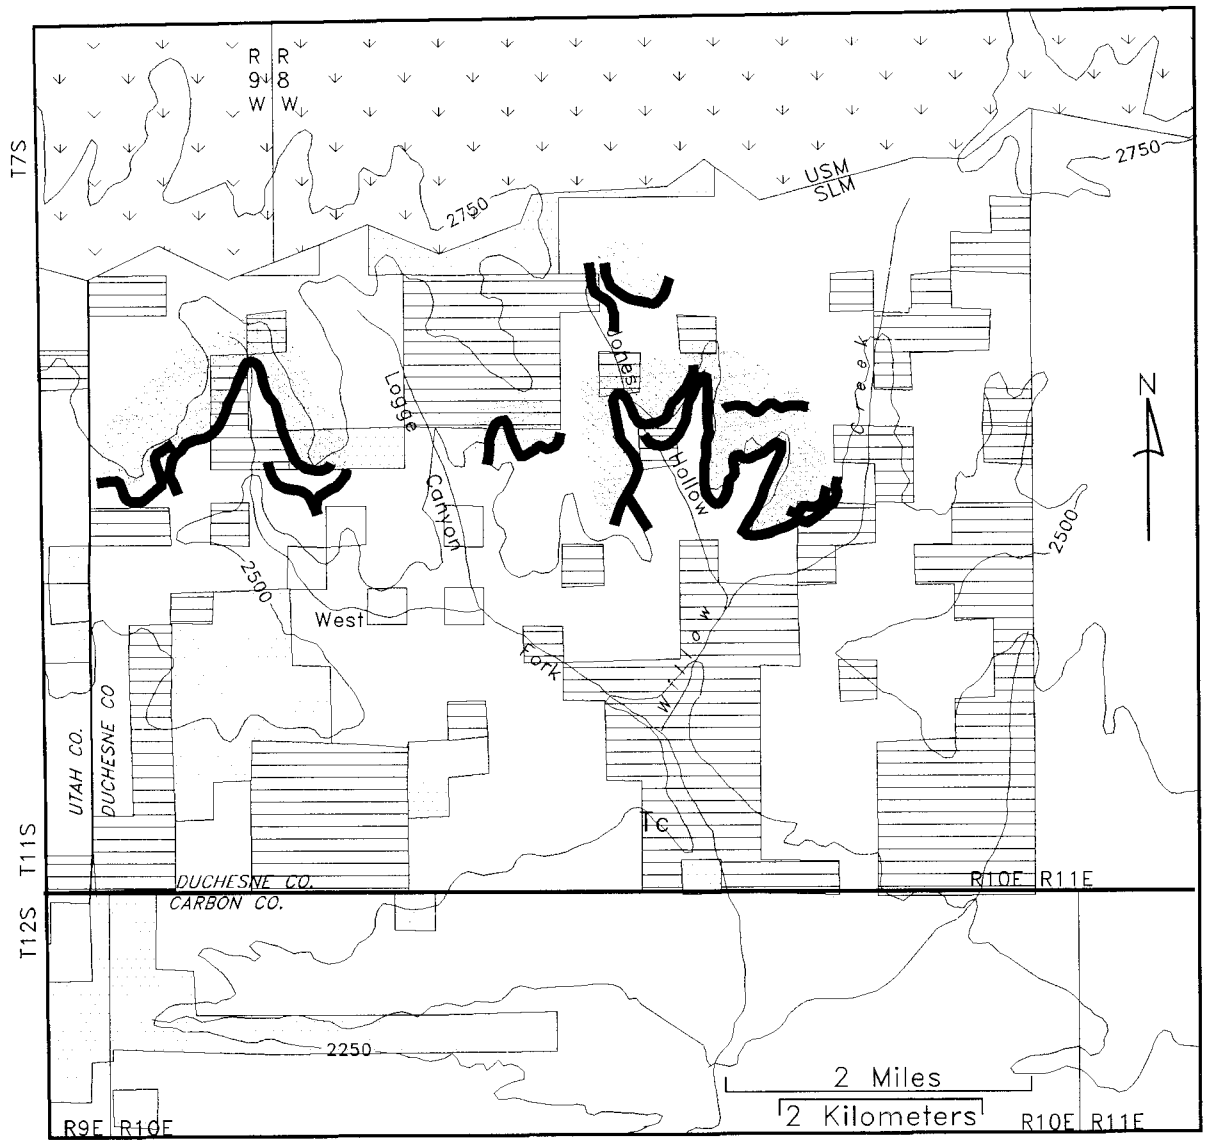 R R
9 8
W W
T7S
USM
SLM
2750
2750
Jones
Hollow
Logge
Canyon
Creek
N
2500
2500
West
Fork
Willow
UTAH CO.
DUCHESNE CO
Tc
T11S
DUCHESNE CO.
R10E R11E
CARBON CO.
T12S
2250
2 Miles
2 Kilometers
R9E R10E
R10E R11E